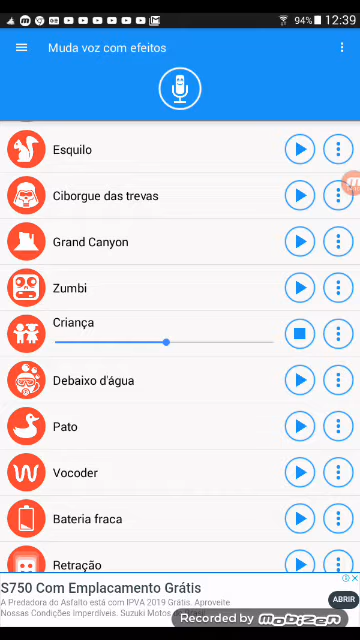 94% 12:39
Muda voz com efeitos
Esquilo
Ciborgue das trevas
Grand Canyon
Zumbi
Criança
Debaixo d'água
Pato
Vocoder
Bateria fraca
Retração
S750 Com Emplacamento Grátis
A Predadora do Asfalto está com IPVA 2019 Grátis. Aproveite
Nossas Condições Imperdíveis. Suzuki Motos do Brasil
ABRIR
Recorded by Mobizen